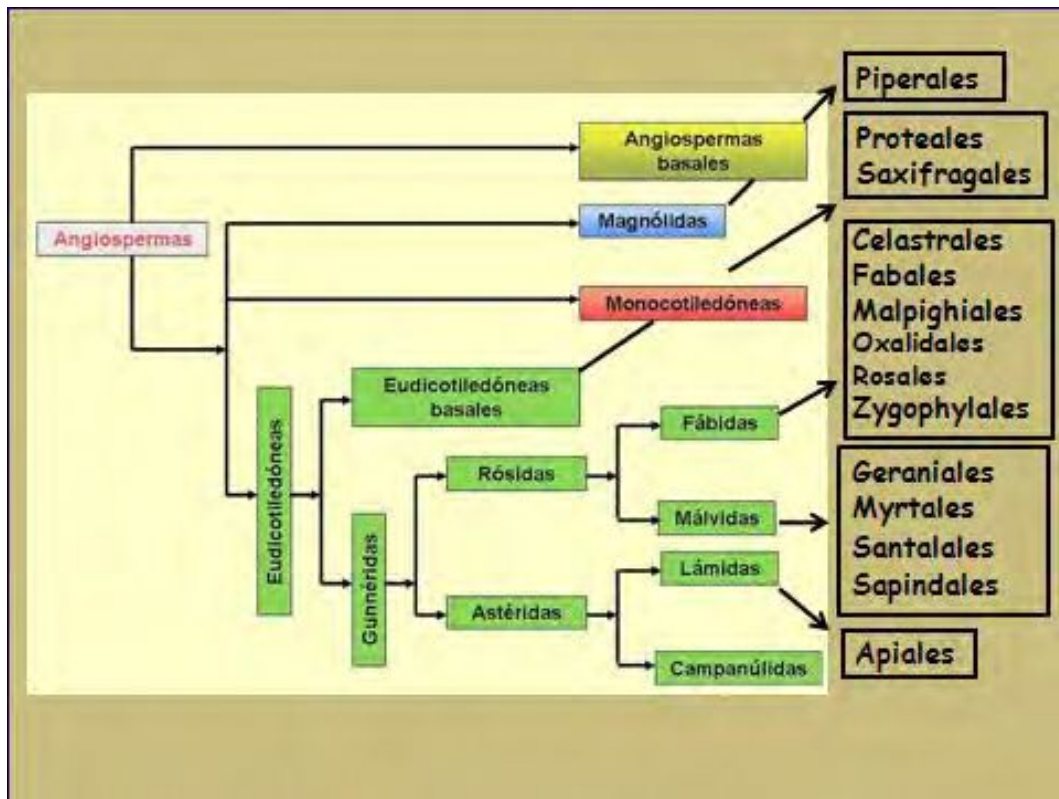 Piperales
Angiospermas
basales
Proteales
Saxifragales
Magnólidas
Angiospermas
Monocotiledóneas
Celastrales
Fabales
Malpighiales
Oxalidales
Rosales
Zygophylales
Eudicotiledóneas
basales
Fábidas
Eudicotiledóneas
Rósidas
Gunnéridas
Málvidas
Geraniales
Myrtales
Santalales
Sapindales
Lámidas
Astéridas
Campanúlidas
Apiales